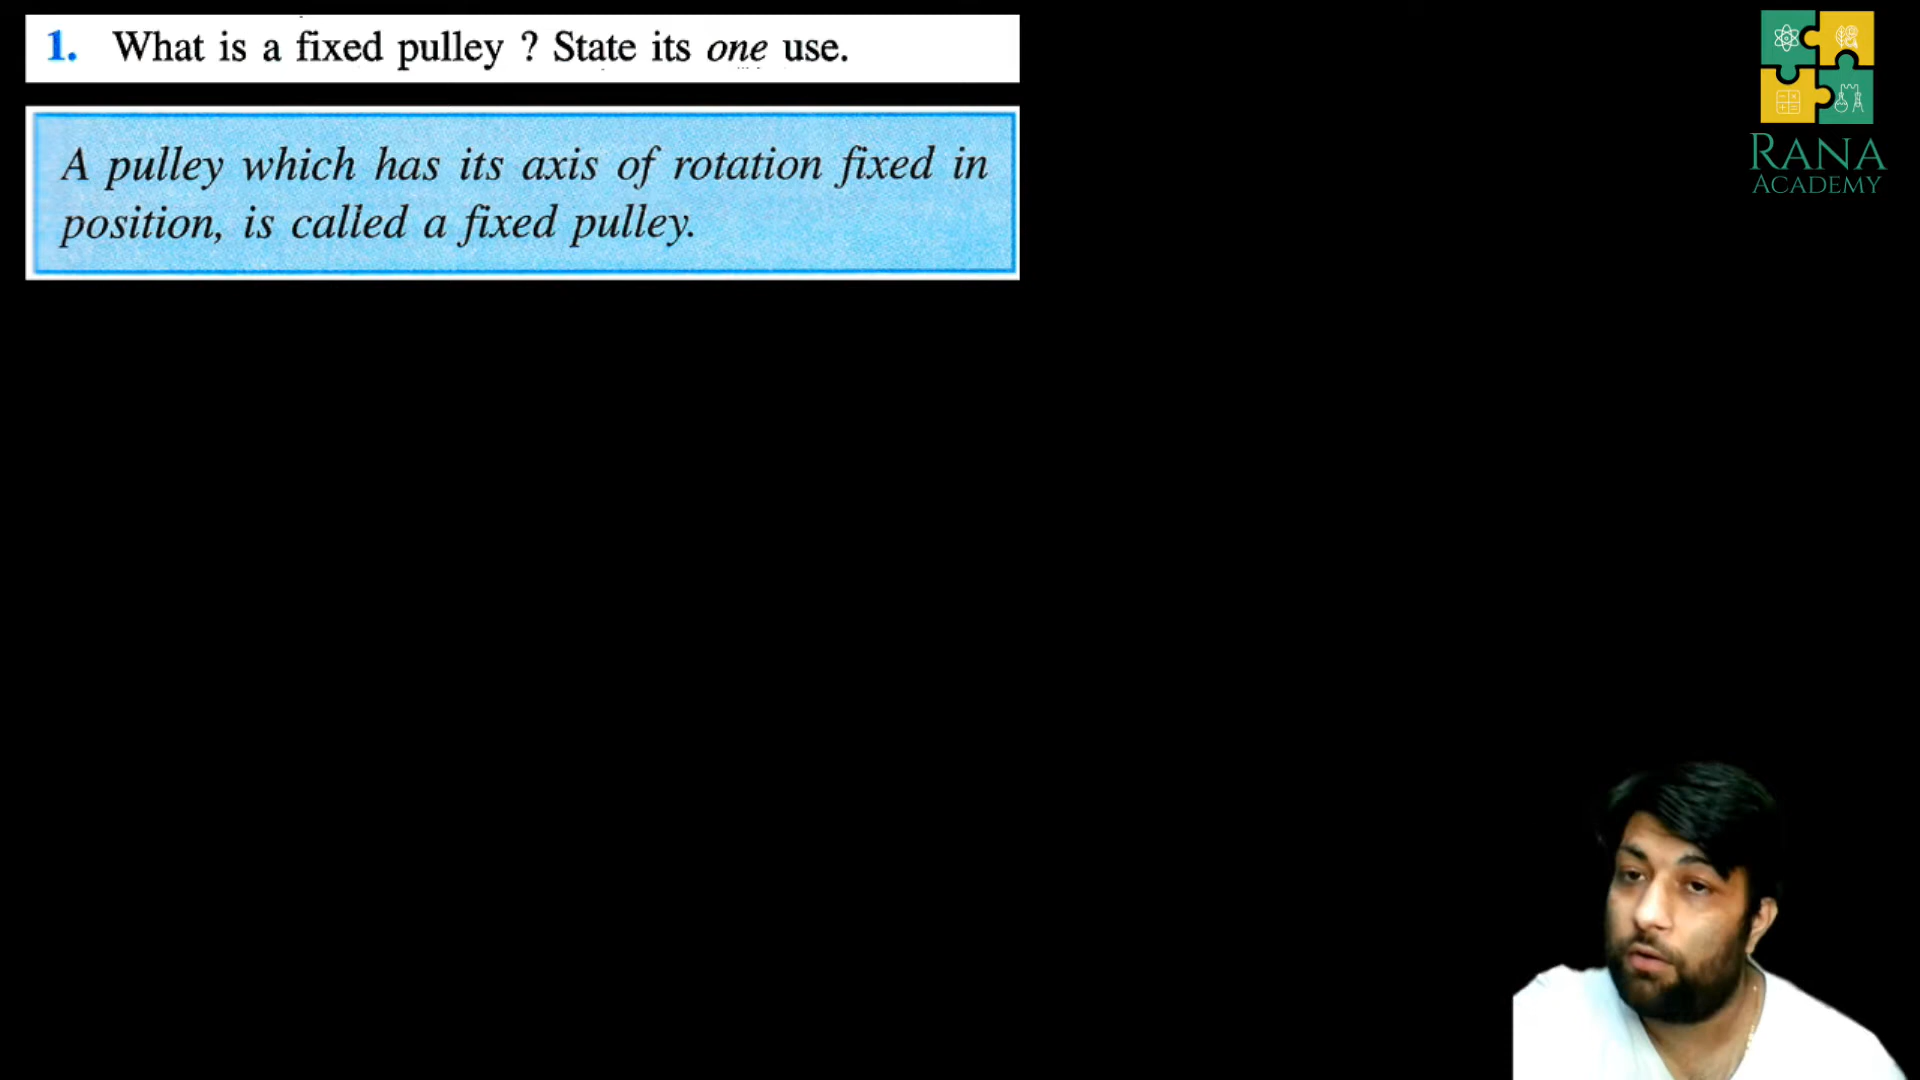 1. What is a fixed pulley ? State its one use.
A pulley which has its axis of rotation fixed in
position, is called a fixed pulley.
RANA
ACADEMY